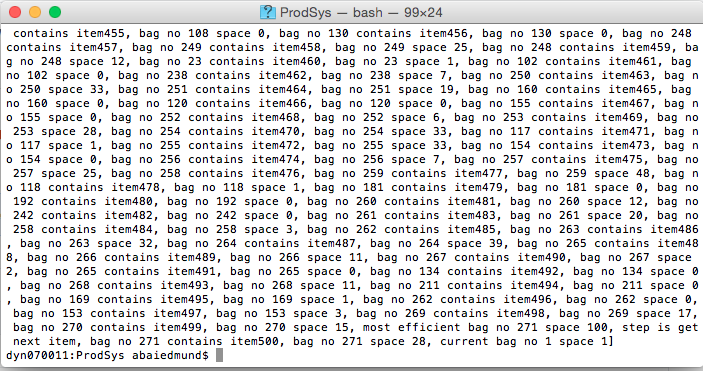 ProdSys — bash — 99×24
 contains item455, bag no 108 space 0, bag no 130 contains item456, bag no 130 space 0, bag no 248
contains item457, bag no 249 contains item458, bag no 249 space 25, bag no 248 contains item459, ba
g no 248 space 12, bag no 23 contains item460, bag no 23 space 1, bag no 102 contains item461, bag
no 102 space 0, bag no 238 contains item462, bag no 238 space 7, bag no 250 contains item463, bag n
o 250 space 33, bag no 251 contains item464, bag no 251 space 19, bag no 160 contains item465, bag
no 160 space 0, bag no 120 contains item466, bag no 120 space 0, bag no 155 contains item467, bag n
o 155 space 0, bag no 252 contains item468, bag no 252 space 6, bag no 253 contains item469, bag no
 253 space 28, bag no 254 contains item470, bag no 254 space 33, bag no 117 contains item471, bag n
o 117 space 1, bag no 255 contains item472, bag no 255 space 33, bag no 154 contains item473, bag n
o 154 space 0, bag no 256 contains item474, bag no 256 space 7, bag no 257 contains item475, bag no
 257 space 25, bag no 258 contains item476, bag no 259 contains item477, bag no 259 space 48, bag n
o 118 contains item478, bag no 118 space 1, bag no 181 contains item479, bag no 181 space 0, bag no
 192 contains item480, bag no 192 space 0, bag no 260 contains item481, bag no 260 space 12, bag no
 242 contains item482, bag no 242 space 0, bag no 261 contains item483, bag no 261 space 20, bag no
 258 contains item484, bag no 258 space 3, bag no 262 contains item485, bag no 263 contains item486
, bag no 263 space 32, bag no 264 contains item487, bag no 264 space 39, bag no 265 contains item48
8, bag no 266 contains item489, bag no 266 space 11, bag no 267 contains item490, bag no 267 space
2, bag no 265 contains item491, bag no 265 space 0, bag no 134 contains item492, bag no 134 space 0
, bag no 268 contains item493, bag no 268 space 11, bag no 211 contains item494, bag no 211 space 0
, bag no 169 contains item495, bag no 169 space 1, bag no 262 contains item496, bag no 262 space 0,
 bag no 153 contains item497, bag no 153 space 3, bag no 269 contains item498, bag no 269 space 17,
 bag no 270 contains item499, bag no 270 space 15, most efficient bag no 271 space 100, step is get
 next item, bag no 271 contains item500, bag no 271 space 28, current bag no 1 space 1]
dyn070011:ProdSys abaiedmund$